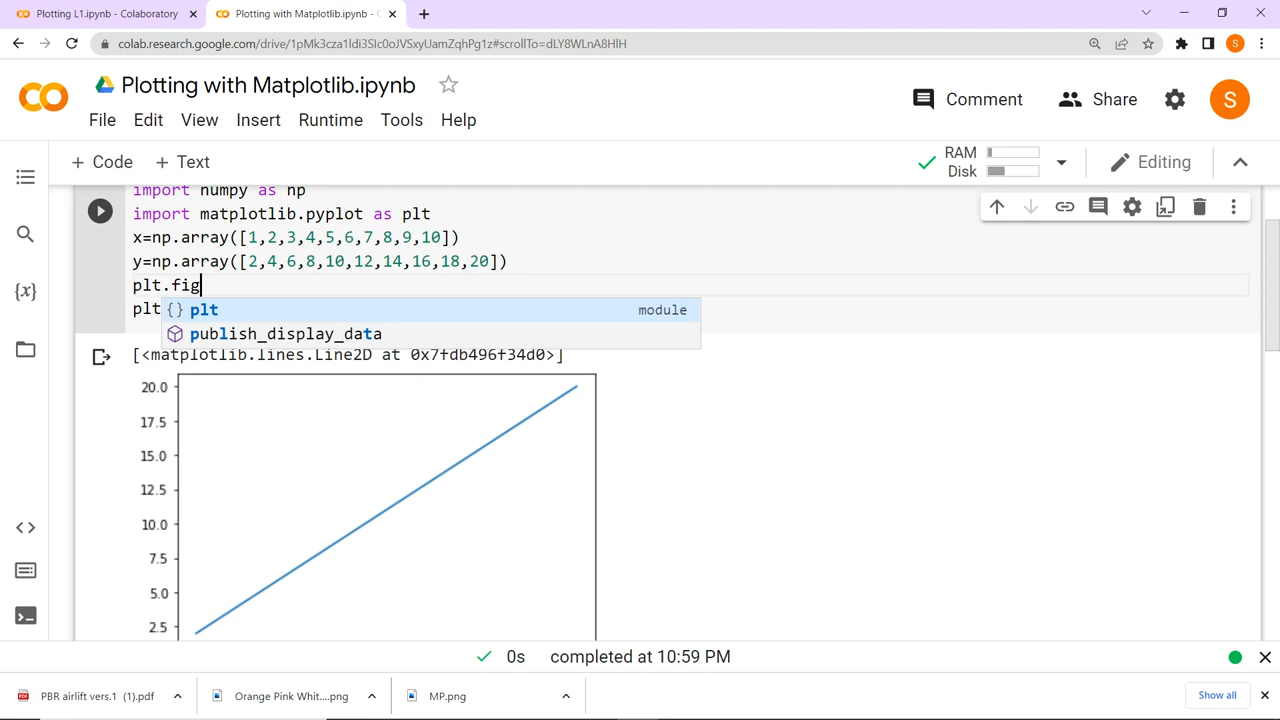 Plotting L1.ipynb - Colaboratory
Plotting with Matplotlib.ipynb - C
colab.research.google.com/drive/1pMk3cza1ldi3SIc0oJVSxyUamZqhPg1z#scrollTo=dLY8WLnA8HlH
S
CO Plotting with Matplotlib.ipynb
Comment Share S
File Edit View Insert Runtime Tools Help
+ Code + Text
RAM
Disk
Editing
import numpy as np
import matplotlib.pyplot as plt
x=np.array([1,2,3,4,5,6,7,8,9,10])
y=np.array([2,4,6,8,10,12,14,16,18,20])
plt.fig
plt
{} plt module
publish_display_data
{x}
[<matplotlib.lines.Line2D at 0x7fdb496f34d0>]
20.0
17.5
15.0
12.5
10.0
7.5
5.0
2.5
0s completed at 10:59 PM
PBR airlift vers.1 (1).pdf
Orange Pink Whit....png
MP.png
Show all